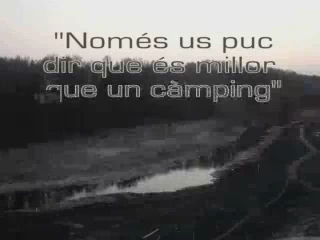 "Només us puc
dir que és millor
que un càmping"